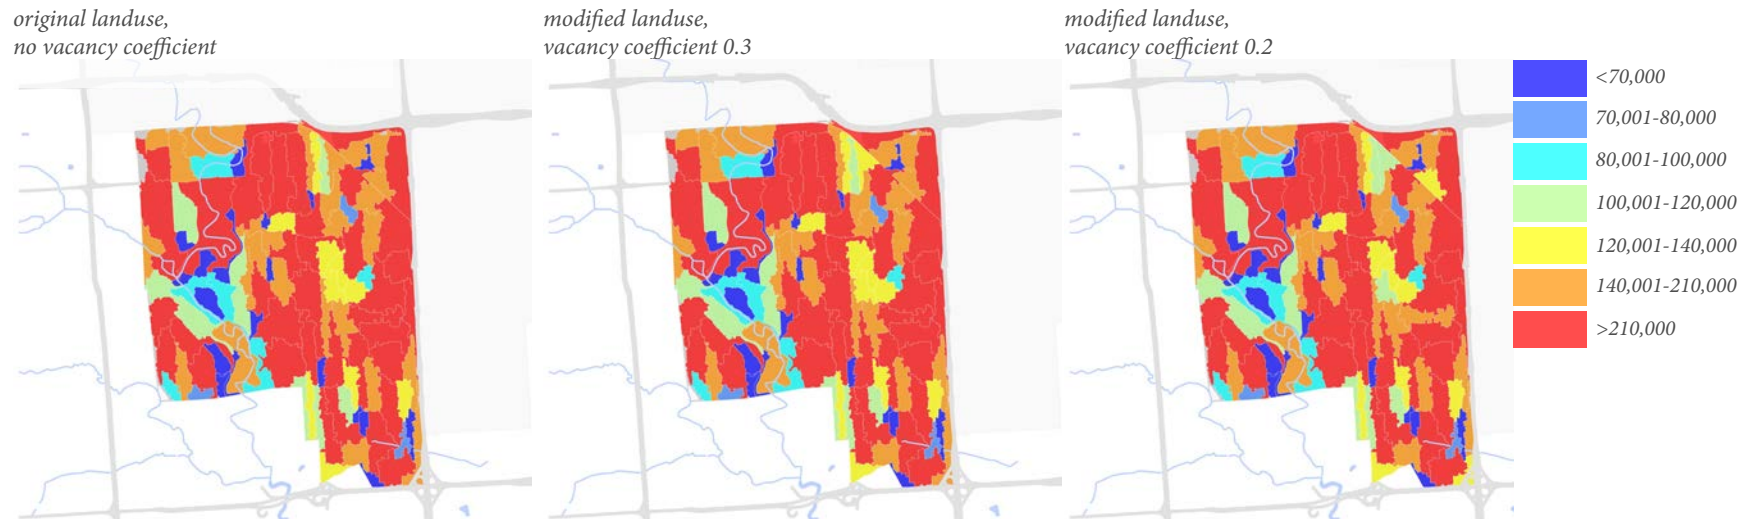 original landuse,
no vacancy coefficient
modified landuse,
vacancy coefficient 0.3
modified landuse,
vacancy coefficient 0.2
<70,000
70,001-80,000
80,001-100,000
100,001-120,000
120,001-140,000
140,001-210,000
>210,000